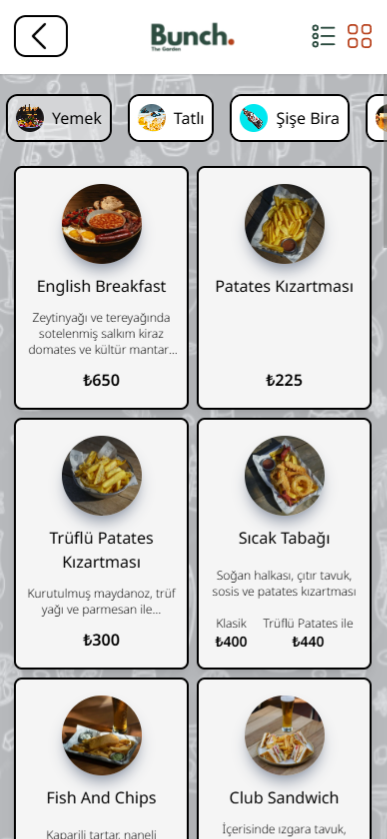 Bunch.
The Garden
Yemek
Tatlı
Şişe Bira
English Breakfast
Zeytinyağı ve tereyağında
sotelenmiş salkım kiraz
domates ve kültür mantar...
₺650
Patates Kızartması
₺225
Trüflü Patates
Kızartması
Kurutulmuş maydanoz, trüf
yağı ve parmesan ile...
₺300
Sıcak Tabağı
Soğan halkası, çıtır tavuk,
sosis ve patates kızartması
Klasik
₺400
Trüflü Patates ile
₺440
Fish And Chips
Kaparili tartar, naneli
Club Sandwich
İçerisinde ızgara tavuk,